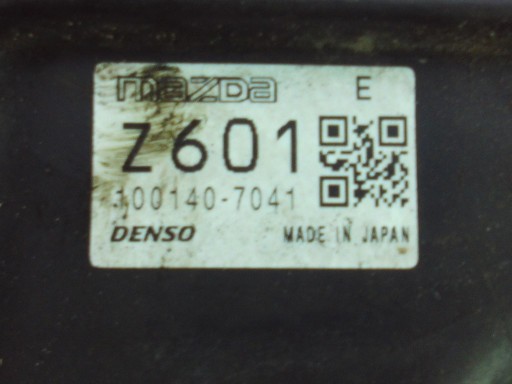 mazda E
Z601
100140-7041
DENSO MADE IN JAPAN